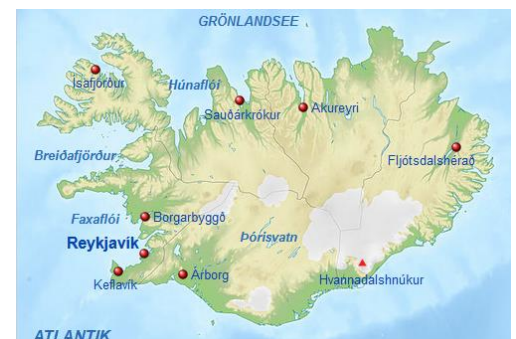 GRÖNLANDSEE
Ísafjörður
Húnaflói
Sauðárkrókur
Akureyri
Breiðafjörður
Fljótsdalshérað
Faxaflói
Borgarbyggð
Reykjavík
Þórisvatn
Keflavík
Árborg
Hvannadalshnúkur
ATLANTIK